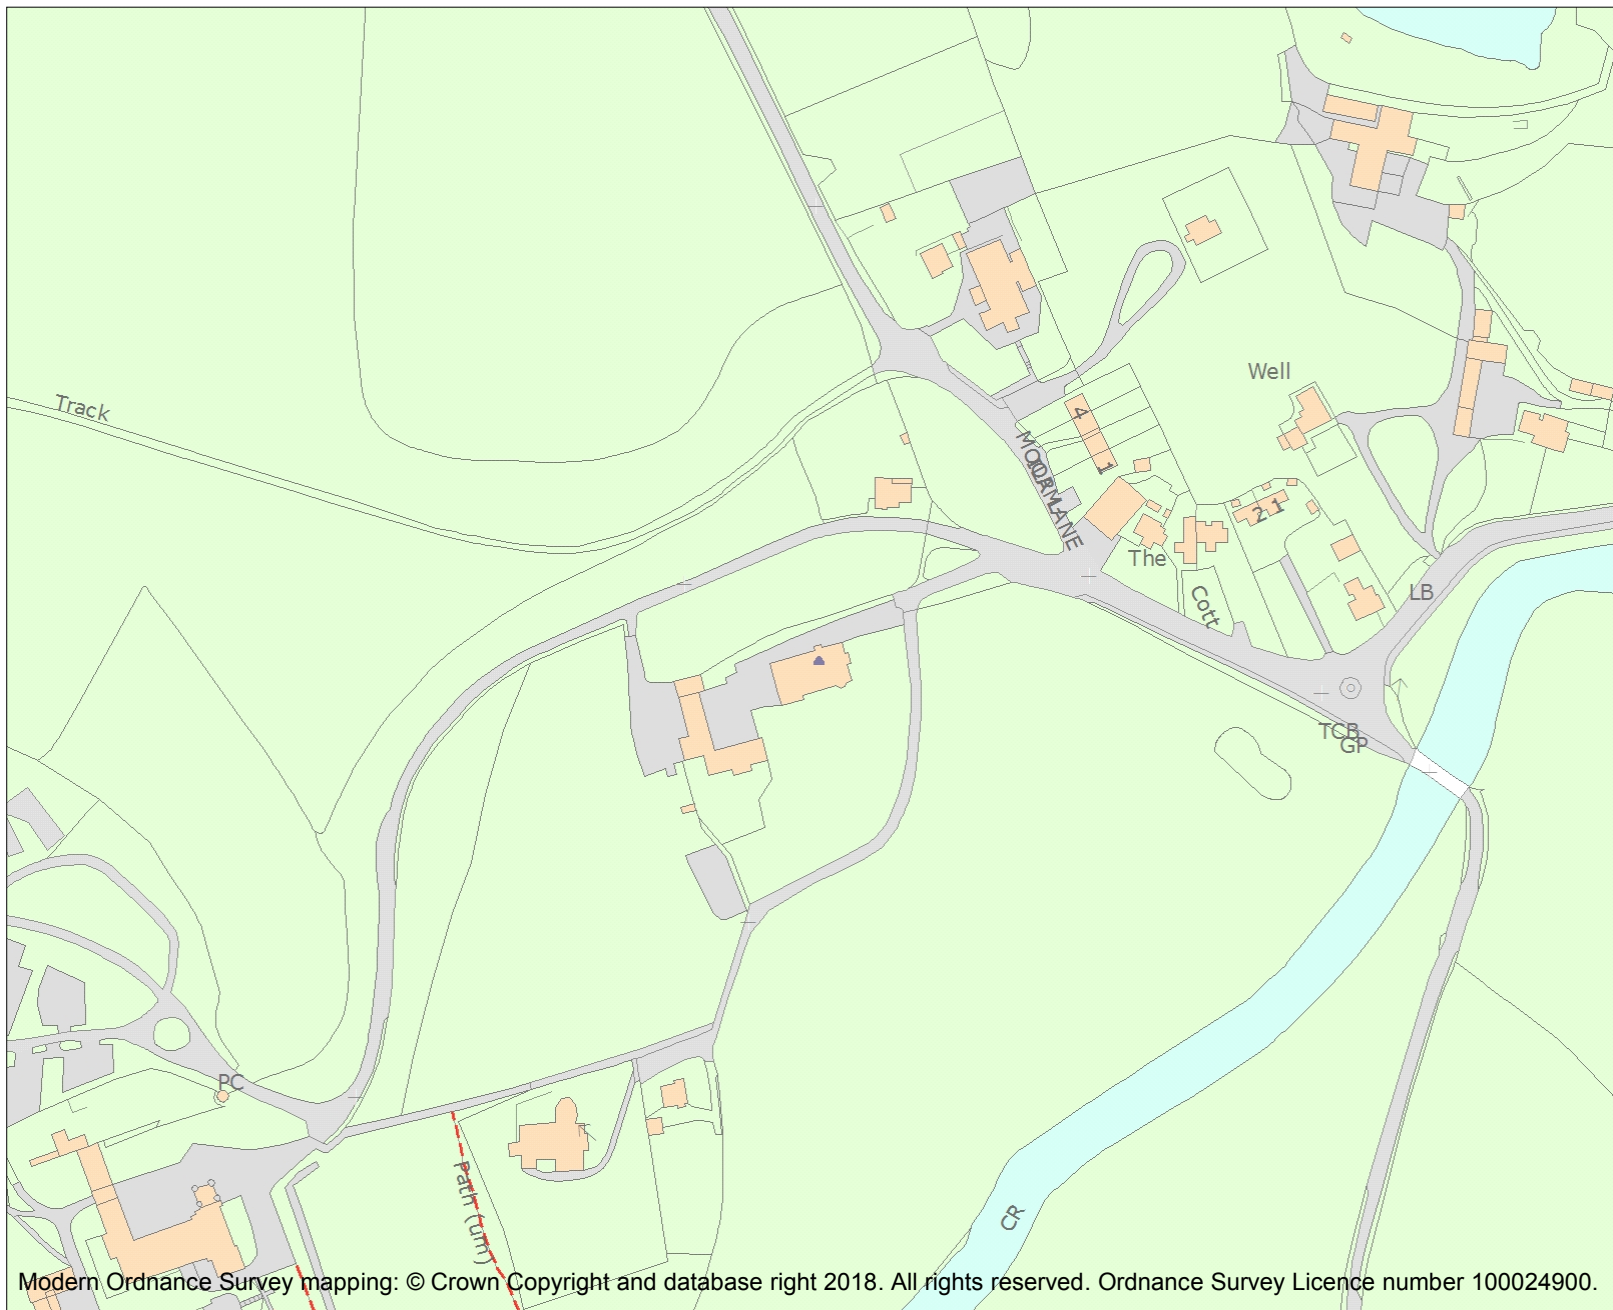 Track
Well
4
1
MOOR LANE
2 1
The
Cott
LB
TCB
GP
PC
Path (um)
CR
Modern Ordnance Survey mapping: © Crown Copyright and database right 2018. All rights reserved. Ordnance Survey Licence number 100024900.